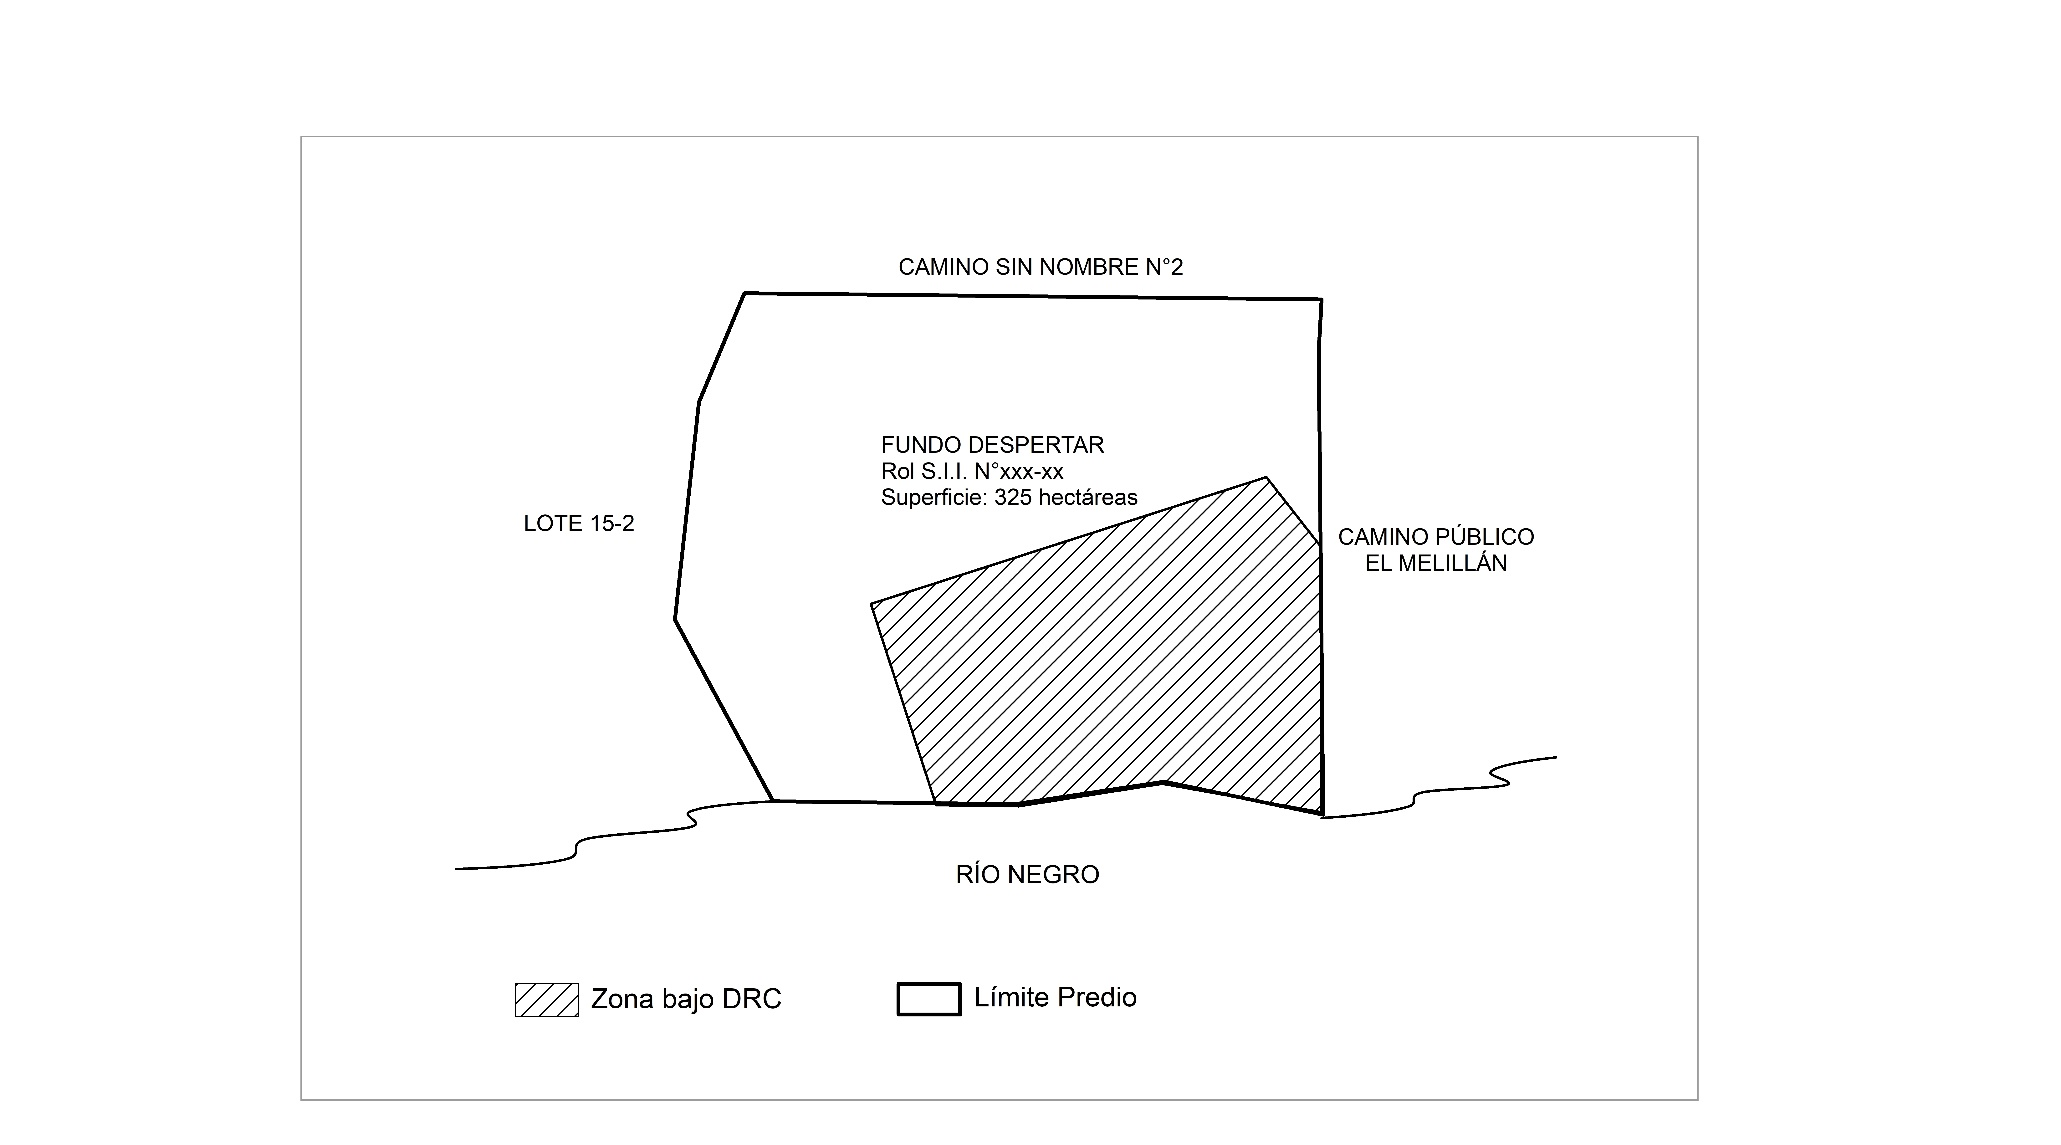 CAMINO SIN NOMBRE N°2
FUNDO DESPERTAR
Rol S.I.I. N°xxx-xx
Superficie: 325 hectáreas
LOTE 15-2
CAMINO PÚBLICO
EL MELILLÁN
RÍO NEGRO
Zona bajo DRC
Límite Predio